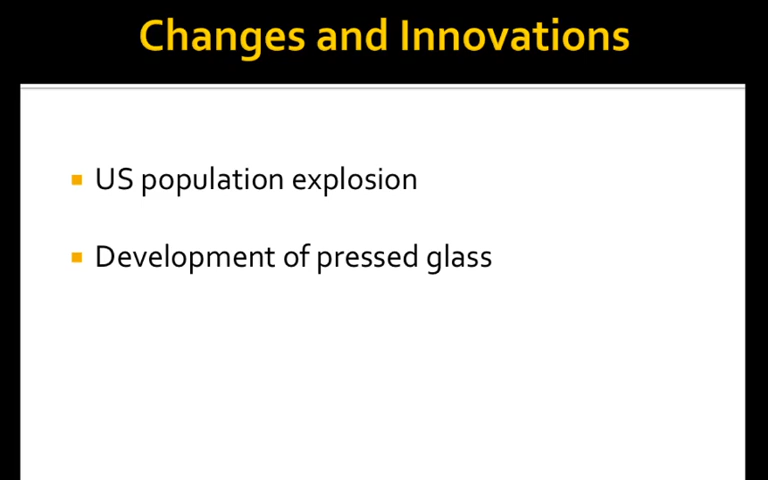 Changes and Innovations
US population explosion
Development of pressed glass